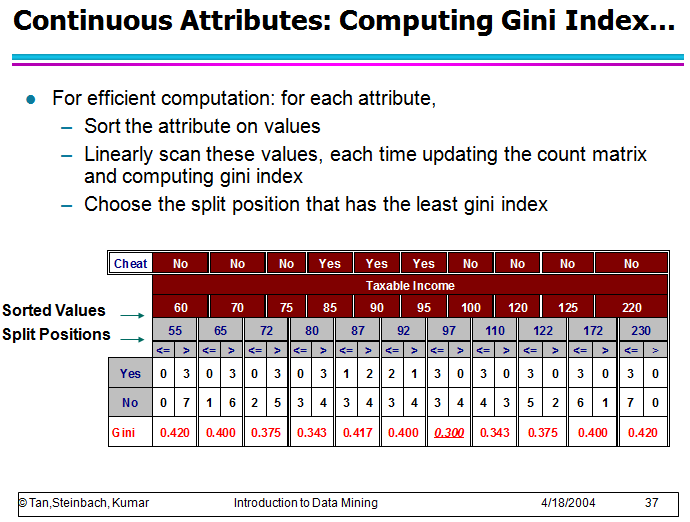 Continuous Attributes: Computing Gini Index...
● For efficient computation: for each attribute,
– Sort the attribute on values
– Linearly scan these values, each time updating the count matrix
and computing gini index
– Choose the split position that has the least gini index
Cheat No No No Yes Yes Yes No No No No
Taxable Income
Sorted Values 60 70 75 85 90 95 100 120 125 220
Split Positions 55 65 72 80 87 92 97 110 122 172 230
<= > <= > <= > <= > <= > <= > <= > <= > <= > <= > <= >
Yes 0 3 0 3 0 3 0 3 1 2 2 1 3 0 3 0 3 0 3 0 3 0
No 0 7 1 6 2 5 3 4 3 4 3 4 3 4 4 3 5 2 6 1 7 0
Gini 0.420 0.400 0.375 0.343 0.417 0.400 0.300 0.343 0.375 0.400 0.420
© Tan,Steinbach, Kumar Introduction to Data Mining 4/18/2004 37